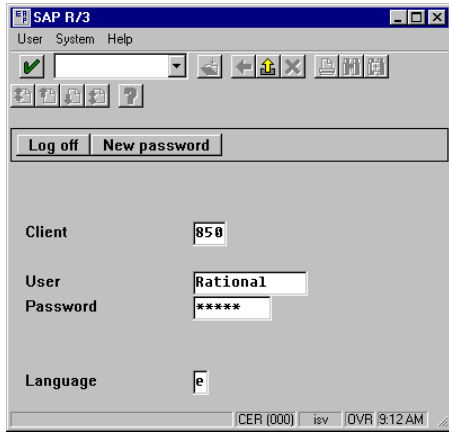 SAP R/3
User System Help
Log off New password
Client 850
User Rational
Password *****
Language e
CER (000) isv OVR 9:12 AM